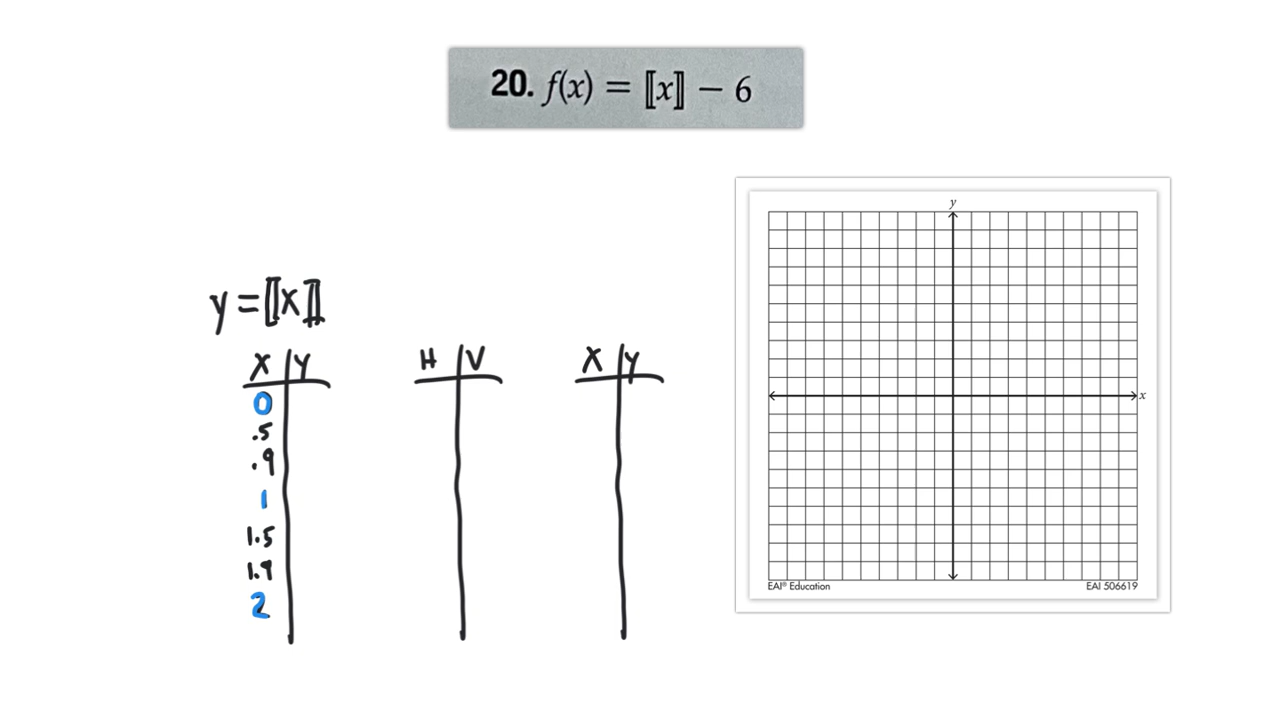 20. f(x) = ⟦x⟧ − 6
y
x
EAI® Education EAI 506619
y = ⟦x⟧
X Y
0
.5
.9
1
1.5
1.9
2
H V
X Y